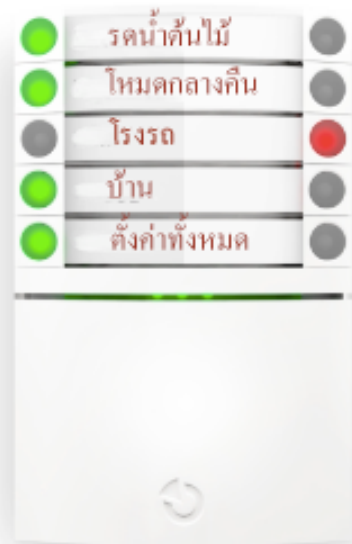 รดน้ำต้นไม้
โหมดกลางคืน
โรงรถ
บ้าน
ตั้งค่าทั้งหมด